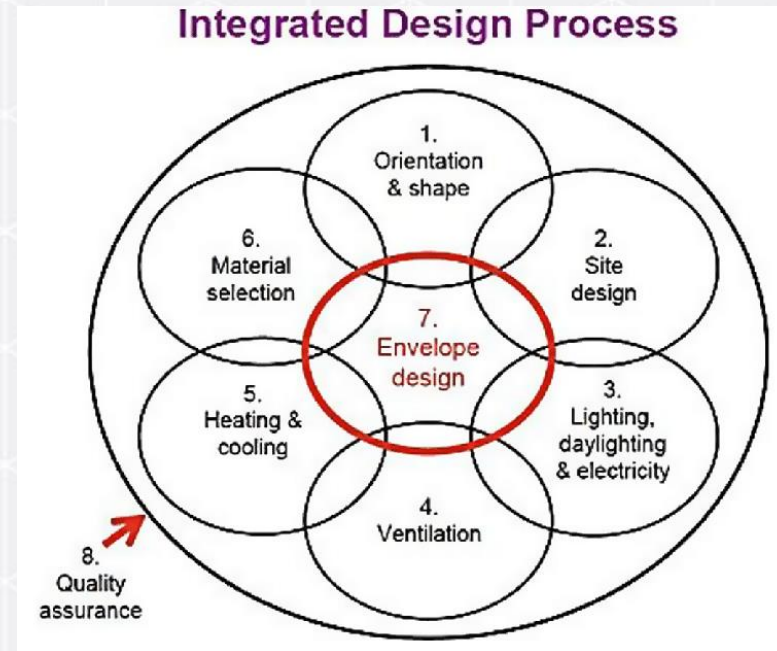 Integrated Design Process
1.
Orientation
& shape
2.
Site
design
3.
Lighting,
daylighting
& electricity
4.
Ventilation
5.
Heating &
cooling
6.
Material
selection
7.
Envelope
design
8.
Quality
assurance